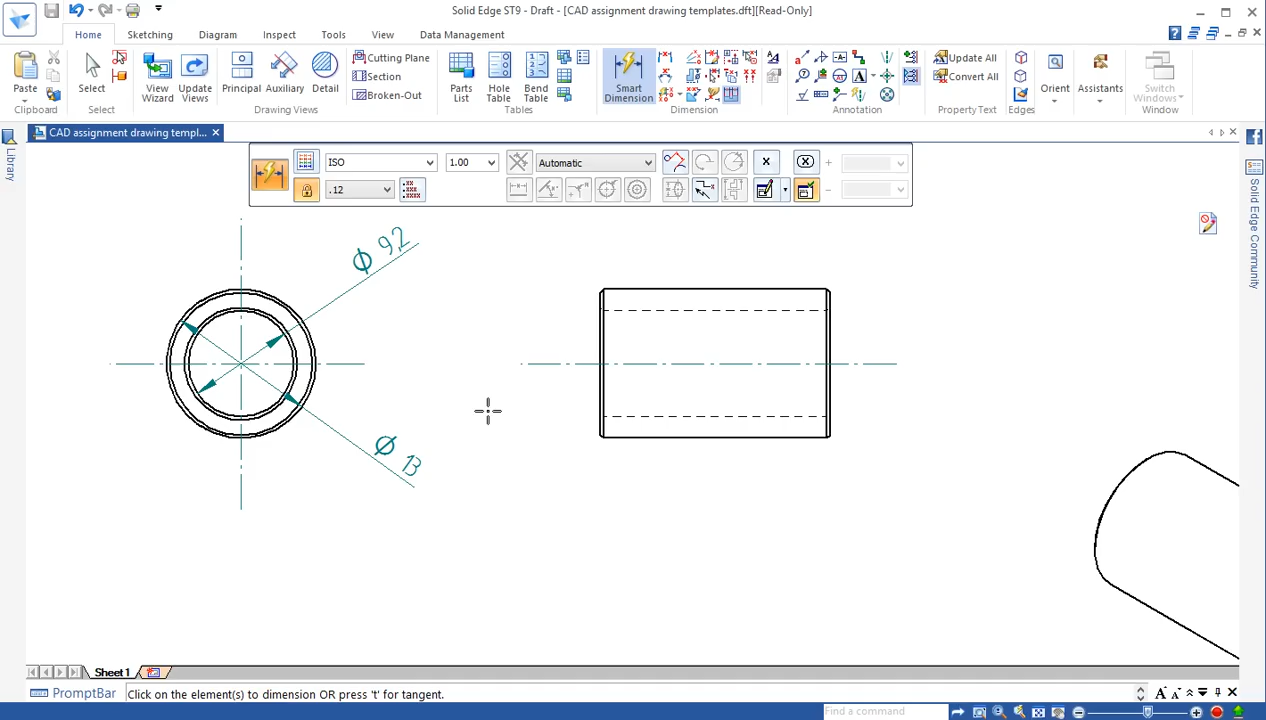 Solid Edge ST9 - Draft - [CAD assignment drawing templates.dft][Read-Only]
Home Sketching Diagram Inspect Tools View Data Management
Paste
Clipboard
Select
Select
View Wizard
Update Views
Principal
Auxiliary
Detail
Cutting Plane
Section
Broken-Out
Drawing Views
Parts List
Hole Table
Bend Table
Tables
Smart Dimension
Dimension
A
Annotation
Update All
Convert All
Property Text
Edges
Orient
Assistants
Switch Windows
Window
CAD assignment drawing templ...
ISO
1.00
Automatic
.12
Library
Solid Edge Community
ϕ 9,2
ϕ 13
Sheet1
PromptBar
Click on the element(s) to dimension OR press 't' for tangent.
Find a command